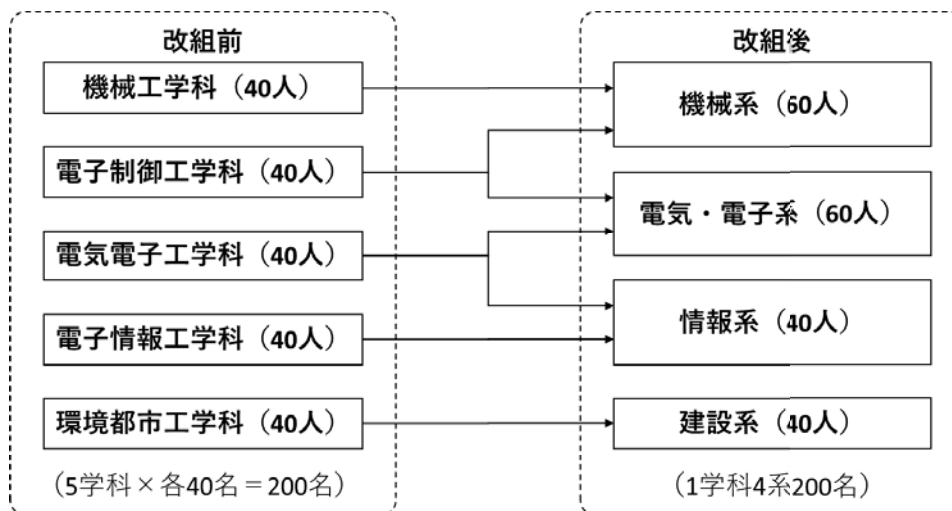 改組前
機械工学科（40人）
電子制御工学科（40人）
電気電子工学科（40人）
電子情報工学科（40人）
環境都市工学科（40人）
（5学科×各40名＝200名）
改組後
機械系（60人）
電気・電子系（60人）
情報系（40人）
建設系（40人）
（1学科4系200名）